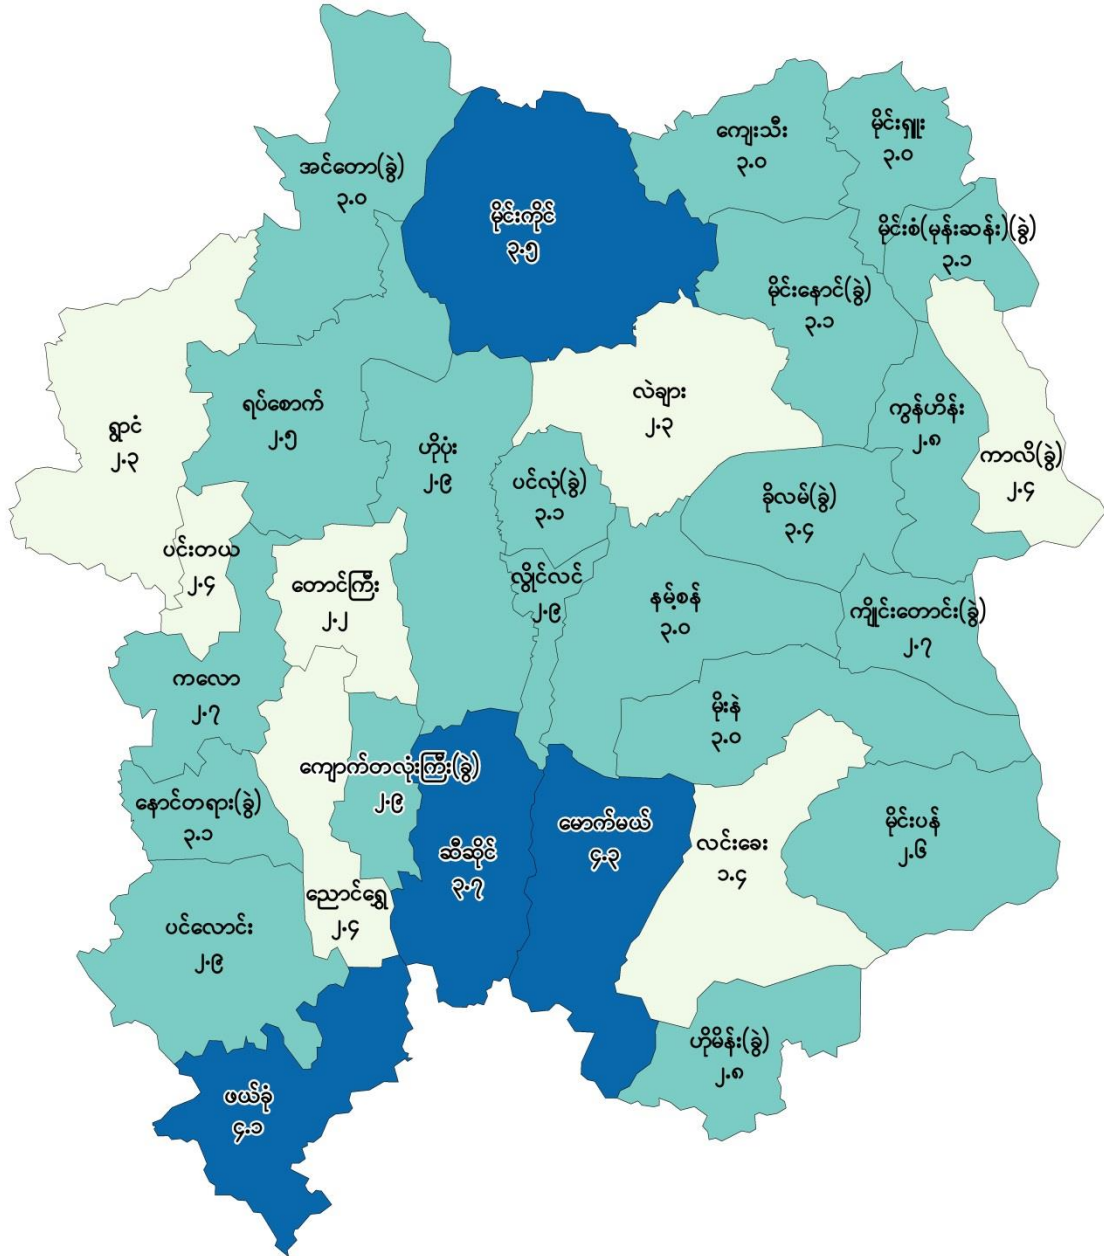 ကျေးသီး
၃.၀
မိုင်းရှူး
၃.၀
အင်တော(ခွဲ)
၃.၀
မိုင်းကိုင်
၃.၅
မိုင်းစံ(မုန်းဆန်း)(ခွဲ)
၃.၁
မိုင်းနောင်(ခွဲ)
၃.၁
လဲချား
၂.၃
ရပ်စောက်
၂.၅
ကွန်ဟိန်း
၂.၈
ရွာငံ
၂.၃
ဟိုပုံး
၂.၉
ကာလိ(ခွဲ)
၂.၄
ပင်လုံ(ခွဲ)
၃.၁
ခိုလမ်(ခွဲ)
၃.၄
ပင်းတယ
၂.၄
တောင်ကြီး
၂.၂
လွိုင်လင်
၂.၉
နမ့်စန်
၃.၀
ကျိုင်းတောင်း(ခွဲ)
၂.၇
ကလော
၂.၇
မိုးနဲ
၃.၀
ကျောက်တလုံးကြီး(ခွဲ)
၂.၉
နောင်တရား(ခွဲ)
၃.၁
မောက်မယ်
၄.၃
မိုင်းပန်
၂.၆
ဆီဆိုင်
၃.၇
လင်းခေး
၁.၄
ညောင်ရွှေ
၂.၄
ပင်လောင်း
၂.၉
ဟိုမိန်း(ခွဲ)
၂.၈
ဖယ်ခုံ
၄.၁